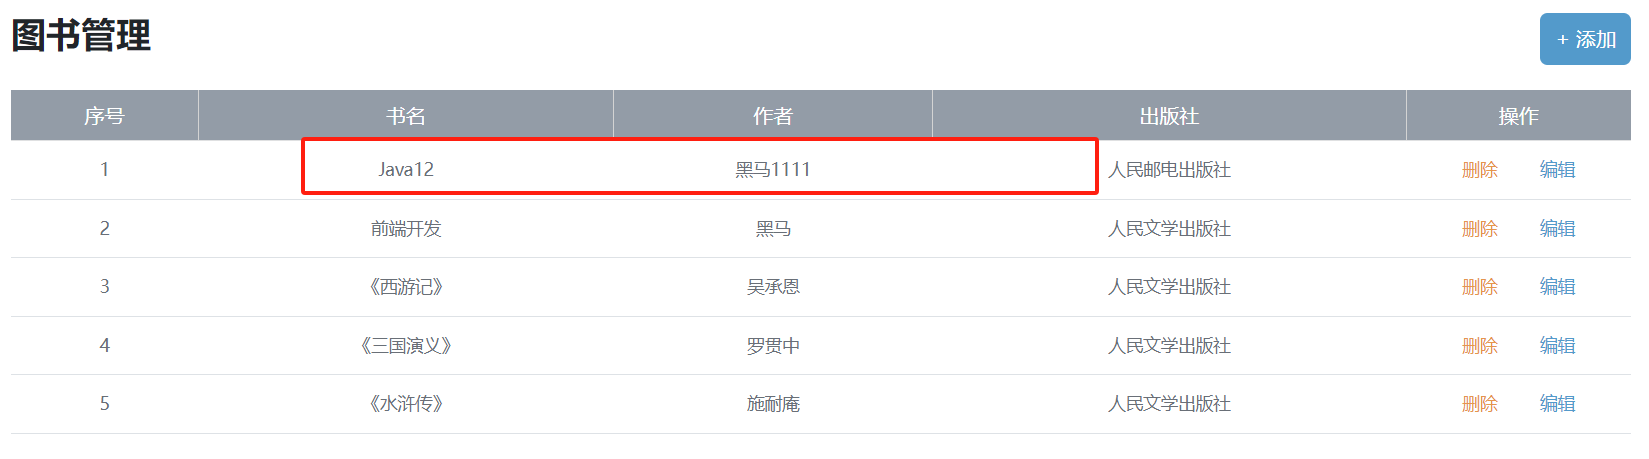 图书管理
+ 添加
序号 书名 作者 出版社 操作
1 Java12 黑马1111 人民邮电出版社 删除 编辑
2 前端开发 黑马 人民文学出版社 删除 编辑
3 《西游记》 吴承恩 人民文学出版社 删除 编辑
4 《三国演义》 罗贯中 人民文学出版社 删除 编辑
5 《水浒传》 施耐庵 人民文学出版社 删除 编辑